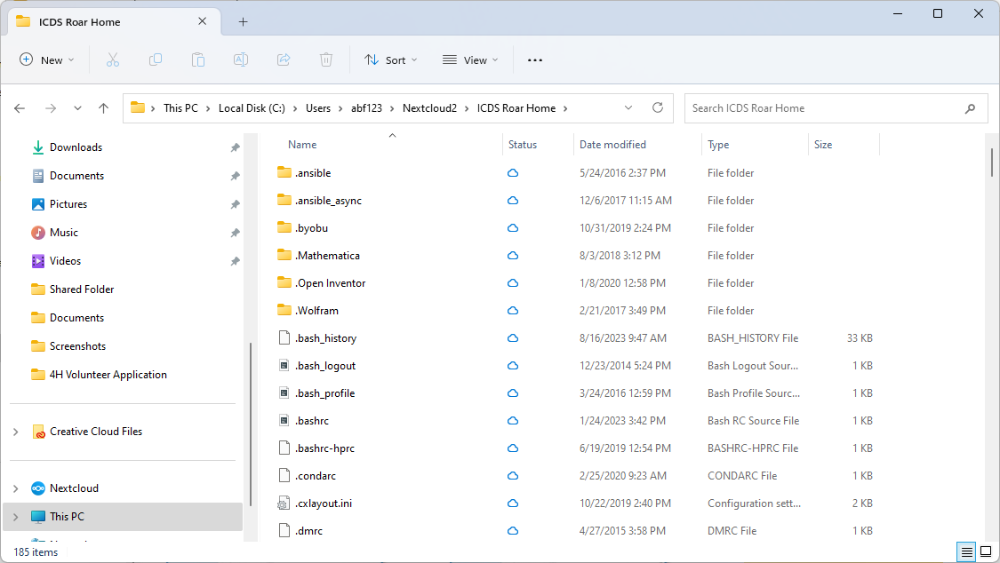 ICDS Roar Home
New Sort View
This PC Local Disk (C:) Users abf123 Nextcloud2 ICDS Roar Home Search ICDS Roar Home
Downloads
Documents
Pictures
Music
Videos
Shared Folder
Documents
Screenshots
4H Volunteer Application
Creative Cloud Files
Nextcloud
This PC
Name Status Date modified Type Size
.ansible 5/24/2016 2:37 PM File folder
.ansible_async 12/6/2017 11:15 AM File folder
.byobu 10/31/2019 2:24 PM File folder
.Mathematica 8/3/2018 3:12 PM File folder
.Open Inventor 1/8/2020 12:58 PM File folder
.Wolfram 2/21/2017 3:49 PM File folder
.bash_history 8/16/2023 9:47 AM BASH_HISTORY File 33 KB
.bash_logout 12/23/2014 5:24 PM Bash Logout Sour... 1 KB
.bash_profile 3/24/2016 12:59 PM Bash Profile Sourc... 1 KB
.bashrc 1/24/2023 3:42 PM Bash RC Source File 1 KB
.bashrc-hprc 6/19/2019 12:54 PM BASHRC-HPRC File 1 KB
.condarc 2/25/2020 9:23 AM CONDARC File 1 KB
.cxlayout.ini 10/22/2019 2:40 PM Configuration sett... 2 KB
.dmrc 4/27/2015 3:58 PM DMRC File 1 KB
185 items